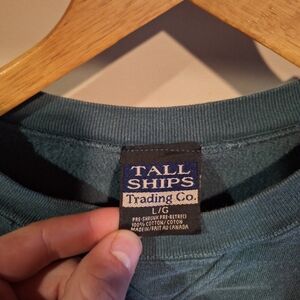 TALL
SHIPS
Trading Co.
L/G
PRE-SHRUNK PRE-RETRECI
100% COTTON / COTON
MADE IN / FAIT AU CANADA